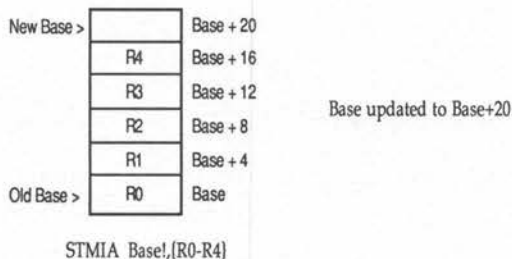 New Base > Base + 20
R4 Base + 16
R3 Base + 12
Base updated to Base+20
R2 Base + 8
R1 Base + 4
Old Base > R0 Base
STMIA Base!,{R0-R4}